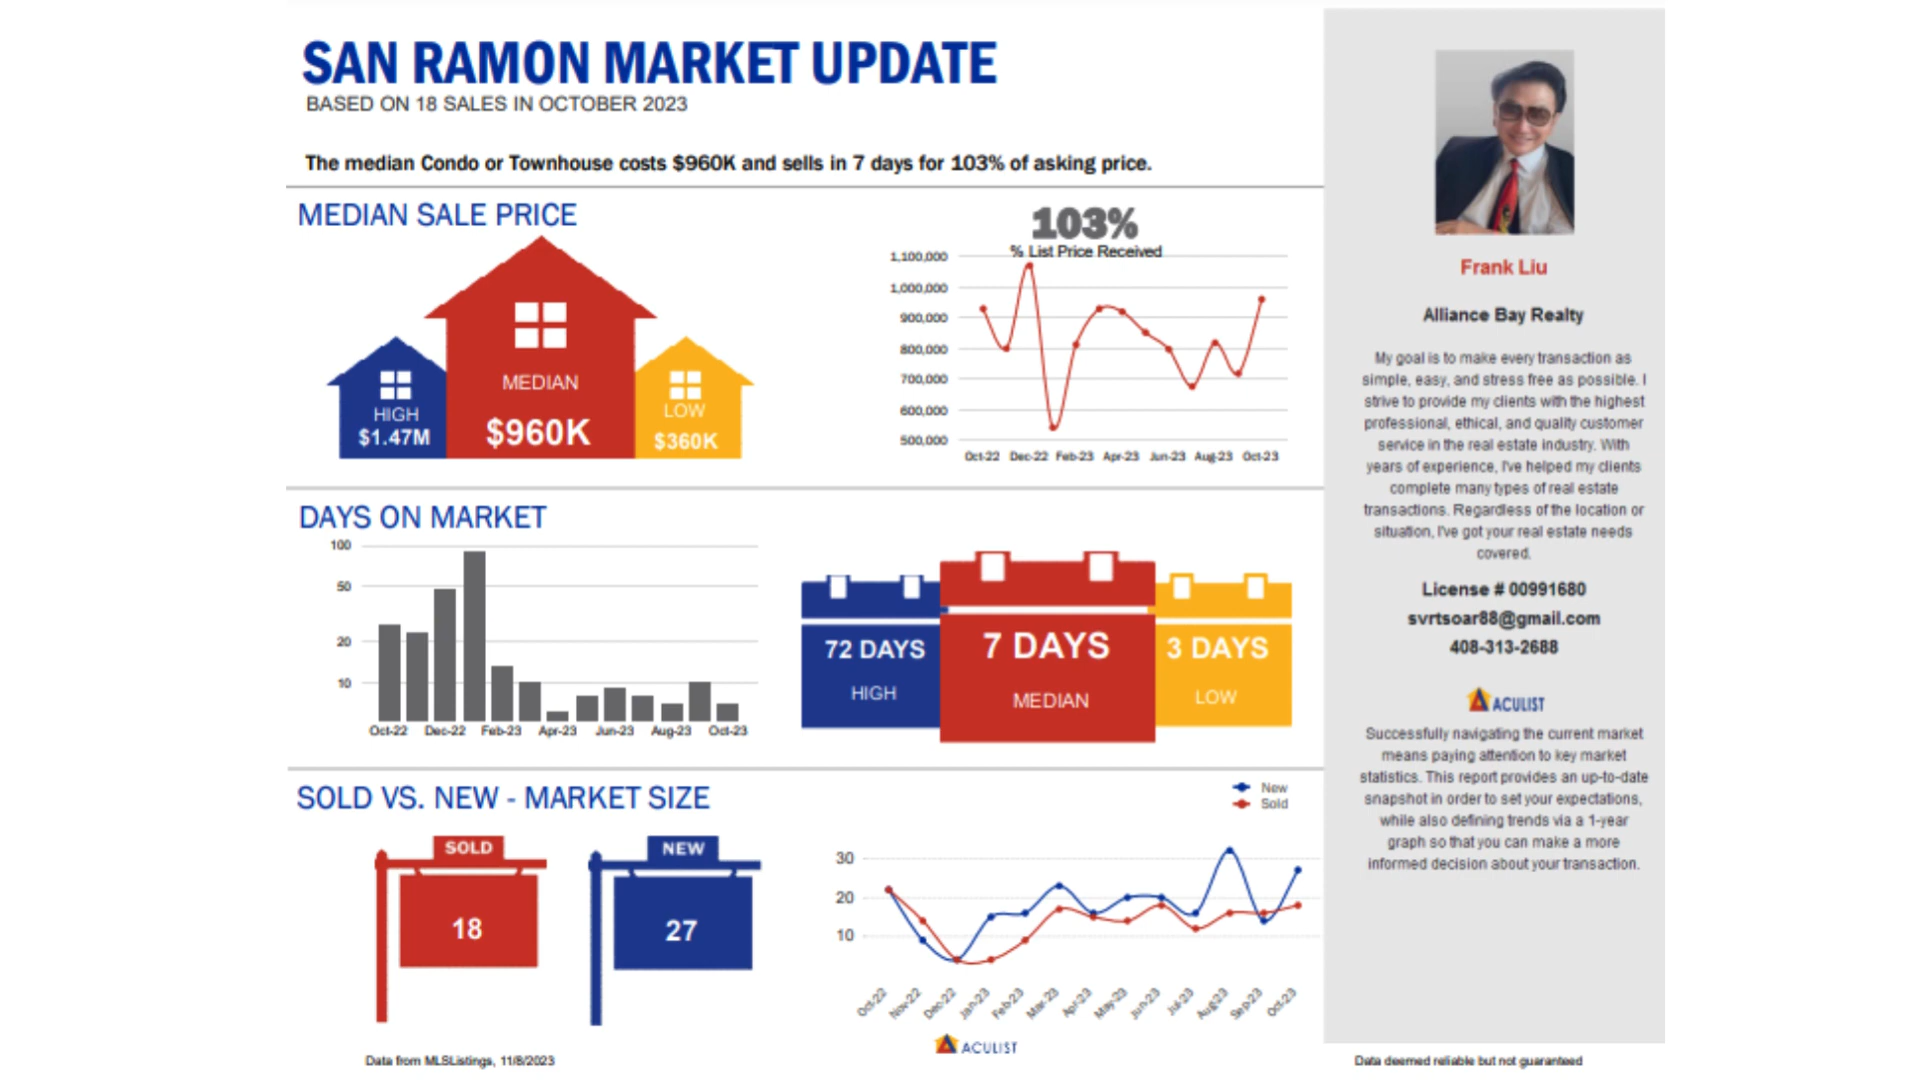 SAN RAMON MARKET UPDATE
BASED ON 18 SALES IN OCTOBER 2023
The median Condo or Townhouse costs $960K and sells in 7 days for 103% of asking price.
MEDIAN SALE PRICE
HIGH
$1.47M
MEDIAN
$960K
LOW
$360K
103%
% List Price Received
1,100,000
1,000,000
900,000
800,000
700,000
600,000
500,000
Oct-22 Dec-22 Feb-23 Apr-23 Jun-23 Aug-23 Oct-23
DAYS ON MARKET
100
50
20
10
Oct-22 Dec-22 Feb-23 Apr-23 Jun-23 Aug-23 Oct-23
72 DAYS
HIGH
7 DAYS
MEDIAN
3 DAYS
LOW
SOLD VS. NEW - MARKET SIZE
SOLD
18
NEW
27
New
Sold
30
20
10
Oct-22 Nov-22 Dec-22 Jan-23 Feb-23 Mar-23 Apr-23 May-23 Jun-23 Jul-23 Aug-23 Sep-23 Oct-23
ACULIST
Data from MLSListings, 11/8/2023
Frank Liu
Alliance Bay Realty
My goal is to make every transaction as
simple, easy, and stress free as possible. I
strive to provide my clients with the highest
professional, ethical, and quality customer
service in the real estate industry. With
years of experience, I've helped my clients
complete many types of real estate
transactions. Regardless of the location or
situation, I've got your real estate needs
covered.
License # 00991680
svrtsoar88@gmail.com
408-313-2688
ACULIST
Successfully navigating the current market
means paying attention to key market
statistics. This report provides an up-to-date
snapshot in order to set your expectations,
while also defining trends via a 1-year
graph so that you can make a more
informed decision about your transaction.
Data deemed reliable but not guaranteed